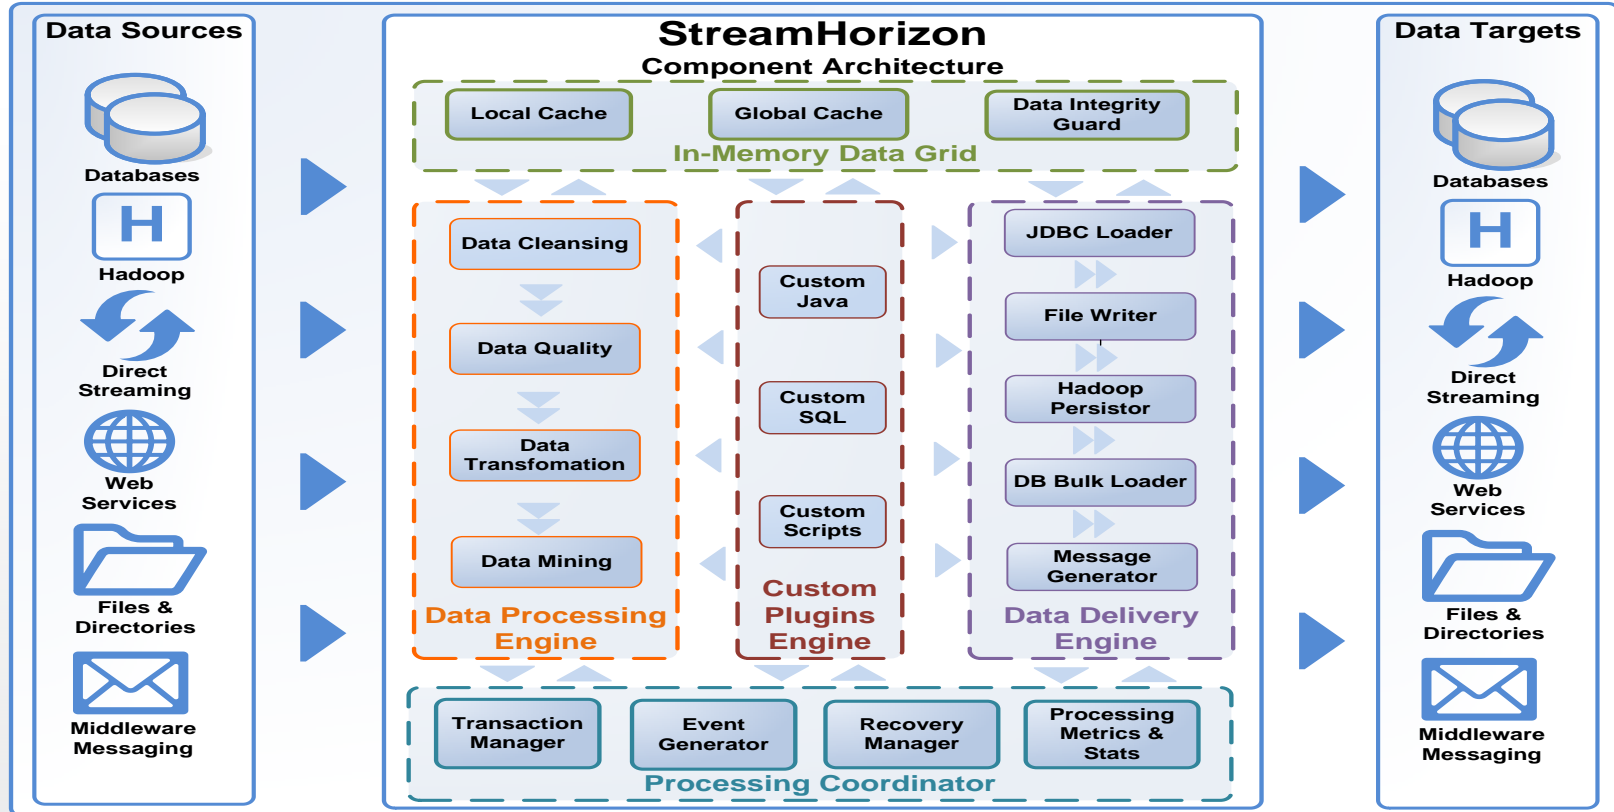 Data Sources
Databases
H
Hadoop
Direct
Streaming
Web
Services
Files &
Directories
Middleware
Messaging
StreamHorizon
Component Architecture
Local Cache
Global Cache
Data Integrity
Guard
In-Memory Data Grid
Data Cleansing
Data Quality
Data
Transfomation
Data Mining
Data Processing
Engine
Custom
Java
Custom
SQL
Custom
Scripts
Custom
Plugins
Engine
JDBC Loader
File Writer
Hadoop
Persistor
DB Bulk Loader
Message
Generator
Data Delivery
Engine
Transaction
Manager
Event
Generator
Recovery
Manager
Processing
Metrics &
Stats
Processing Coordinator
Data Targets
Databases
H
Hadoop
Direct
Streaming
Web
Services
Files &
Directories
Middleware
Messaging